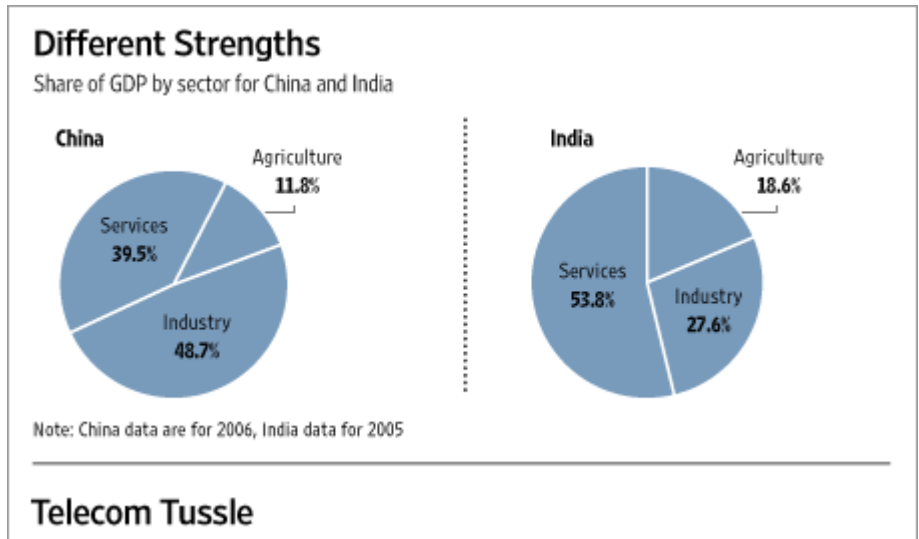 Different Strengths
Share of GDP by sector for China and India
China
Agriculture
11.8%
Services
39.5%
Industry
48.7%
India
Agriculture
18.6%
Services
53.8%
Industry
27.6%
Note: China data are for 2006, India data for 2005
Telecom Tussle